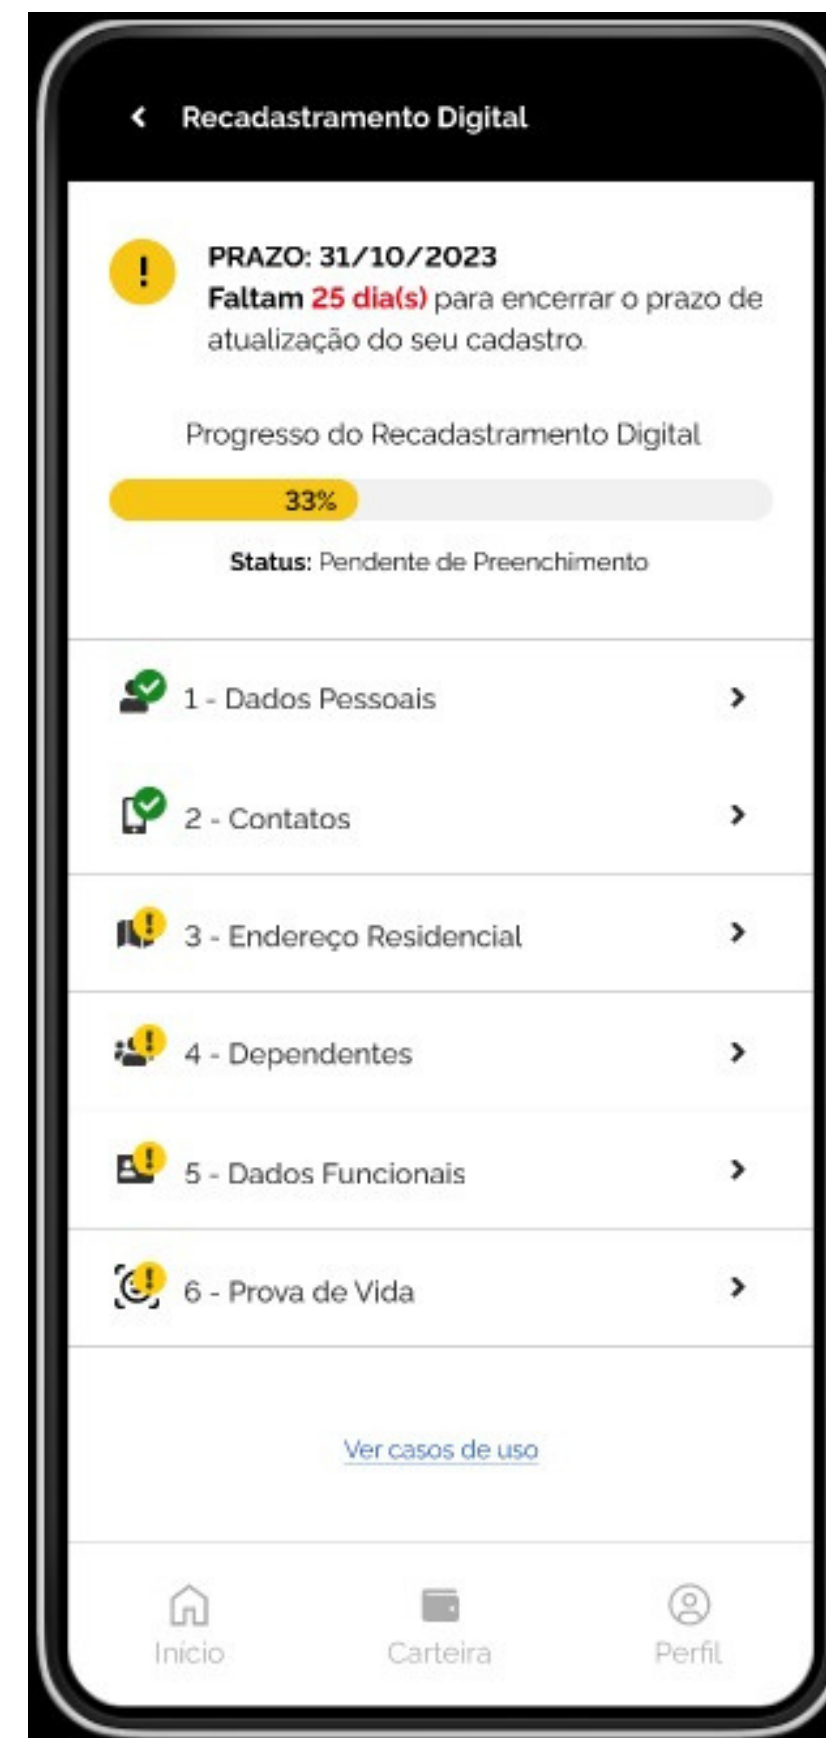 Recadastramento Digital
PRAZO: 31/10/2023
Faltam 25 dia(s) para encerrar o prazo de
atualização do seu cadastro.
Progresso do Recadastramento Digital
33%
Status: Pendente de Preenchimento
1 - Dados Pessoais
2 - Contatos
3 - Endereço Residencial
4 - Dependentes
5 - Dados Funcionais
6 - Prova de Vida
Ver casos de uso
Início Carteira Perfil